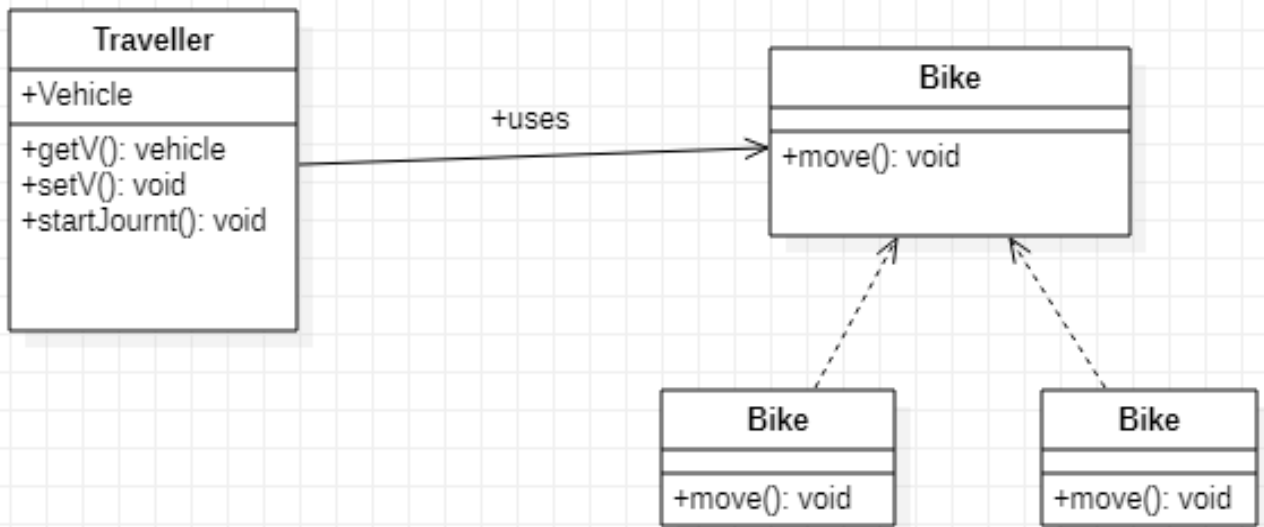 Traveller
+Vehicle
+getV(): vehicle
+setV(): void
+startJournt(): void
+uses
Bike
+move(): void
Bike
+move(): void
Bike
+move(): void